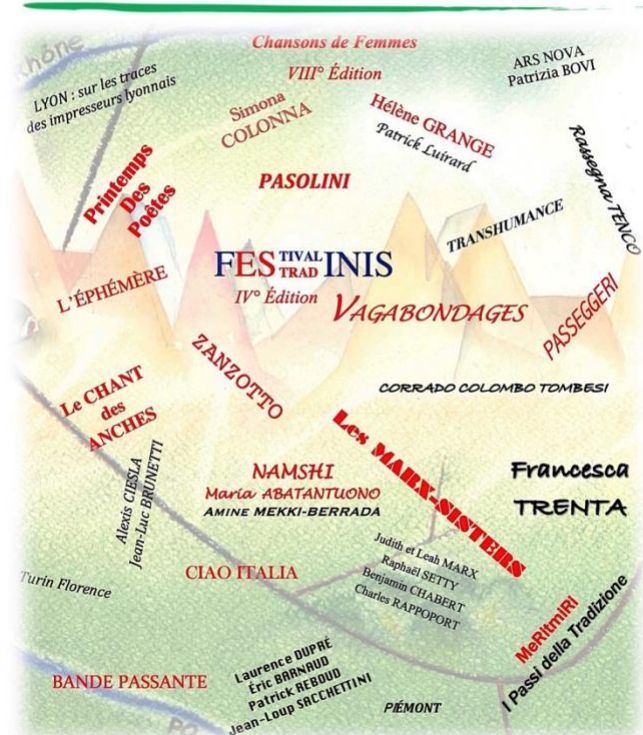 Chansons de Femmes
VIII° Édition
ARS NOVA
Patrizia BOVI
Rhône
LYON : sur les traces
des impresseurs lyonnais
Simona
COLONNA
Hélène GRANGE
Patrick Luirard
Rassegna TENCO
Printemps
Des
Poêtes
PASOLINI
TRANSHUMANCE
FESTIVAL
TRADINIS
IV° Édition
L'ÉPHÉMÈRE
VAGABONDAGES
PASSEGGERI
ZANZOTTO
CORRADO COLOMBO TOMBESI
Le CHANT
des
ANCHES
Alexis CIESLA
Jean-Luc BRUNETTI
Les MARX-SISTERS
NAMSHI
Maria ABATANTUONO
AMINE MEKKI-BERRADA
Francesca
TRENTA
Judith et Leah MARX
Raphaël SETTY
Benjamin CHABERT
Charles RAPPOPORT
Turin Florence
CIAO ITALIA
MeRitmiRI
I Passi della Tradizione
BANDE PASSANTE
Laurence DUPRÉ
Éric BARNAUD
Patrick REBOUD
Jean-Loup SACCHETTINI
PIÉMONT
PO